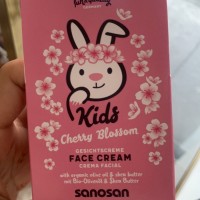 Kids
Cherry Blossom
GESICHTSCREME
FACE CREAM
CREMA FACIAL
with organic olive oil & shea butter
mit Bio-Olivenöl & Shea Butter
sanosan